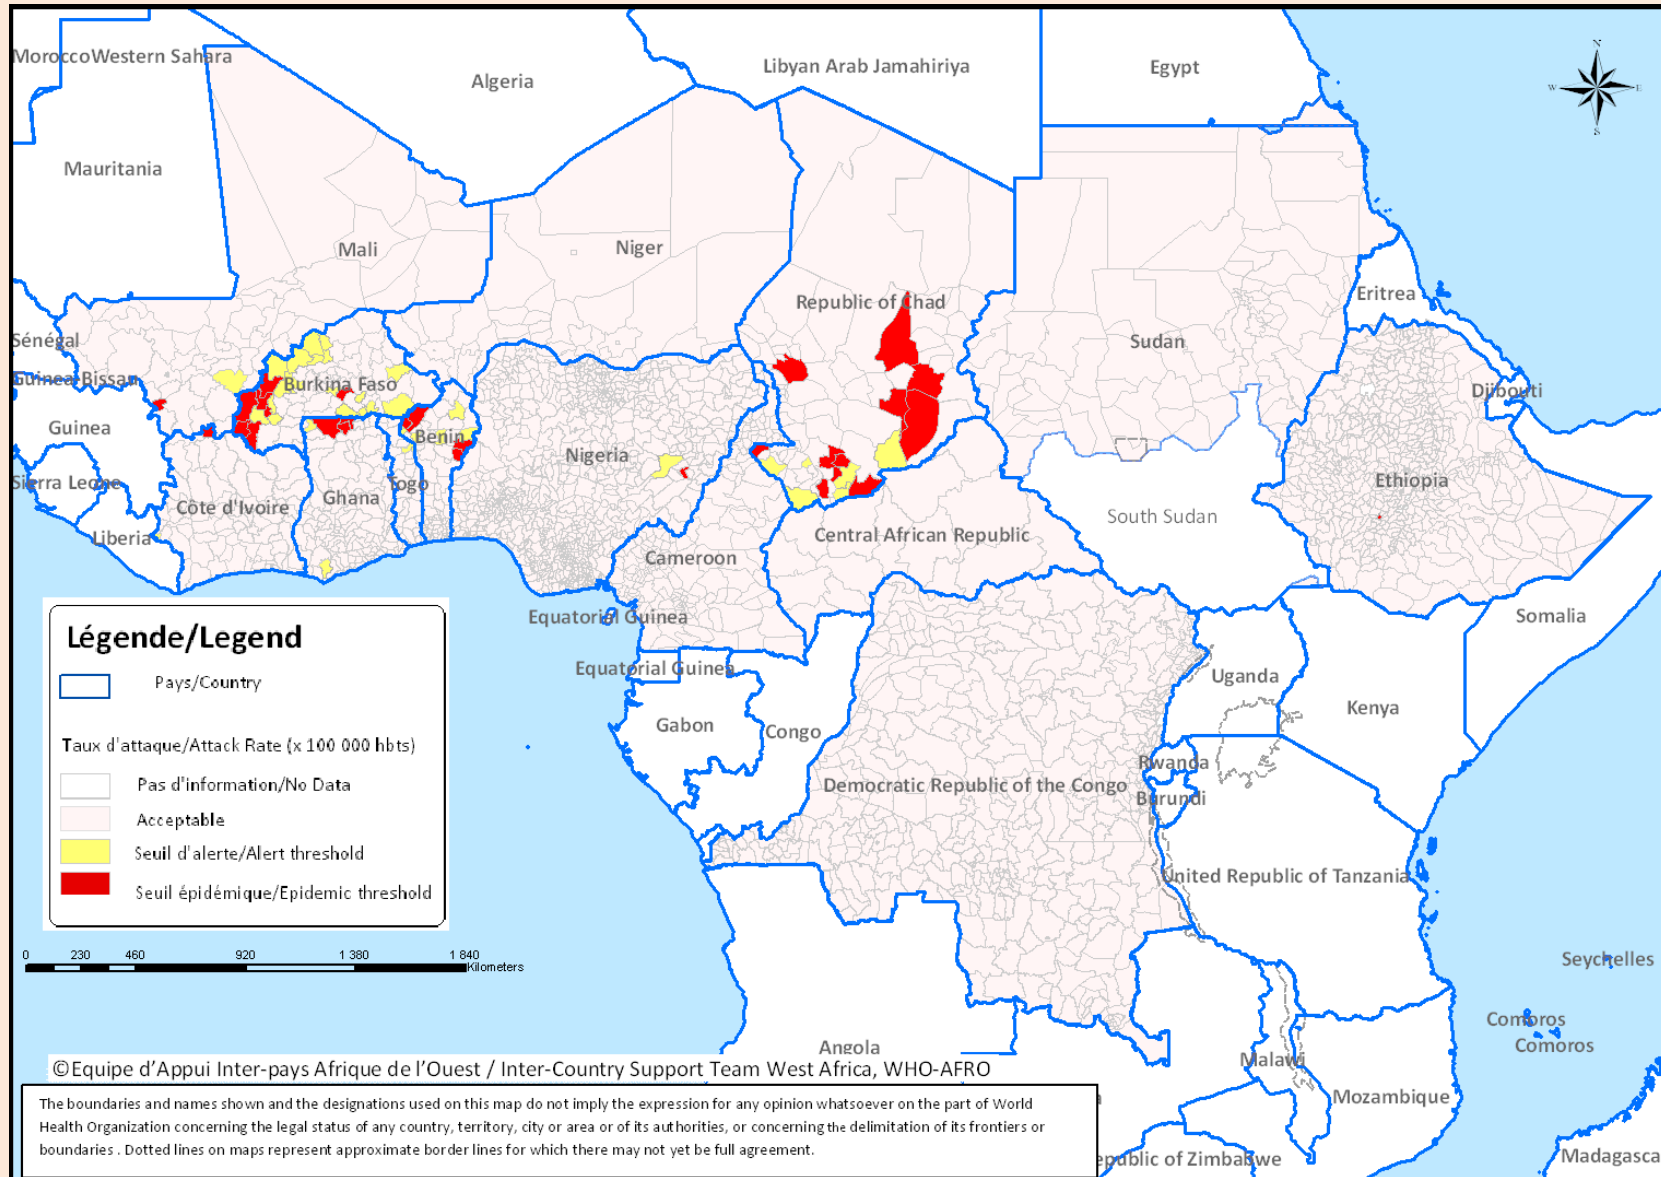 N
W
E
S
Morocco
Western Sahara
Algeria
Libyan Arab Jamahiriya
Egypt
Mauritania
Mali
Niger
Republic of Chad
Sudan
Eritrea
Sénégal
Guinea-Bissau
Burkina Faso
Djibouti
Guinea
Benin
Nigeria
Ethiopia
Sierra Leone
Côte d'Ivoire
Ghana
Togo
South Sudan
Liberia
Cameroon
Central African Republic
Equatorial Guinea
Somalia
Equatorial Guinea
Uganda
Gabon
Congo
Kenya
Rwanda
Democratic Republic of the Congo
Burundi
United Republic of Tanzania
Seychelles
Comoros
Comoros
Angola
Malawi
Mozambique
a
epublic of Zimbabwe
Madagasca
Légende/Legend
Pays/Country
Taux d'attaque/Attack Rate (x 100 000 hbts)
Pas d'information/No Data
Acceptable
Seuil d'alerte/Alert threshold
Seuil épidémique/Epidemic threshold
0 230 460 920 1 380 1 840
Kilometers
©Equipe d'Appui Inter-pays Afrique de l'Ouest / Inter-Country Support Team West Africa, WHO-AFRO
The boundaries and names shown and the designations used on this map do not imply the expression for any opinion whatsoever on the part of World
Health Organization concerning the legal status of any country, territory, city or area or of its authorities, or concerning the delimitation of its frontiers or
boundaries . Dotted lines on maps represent approximate border lines for which there may not yet be full agreement.